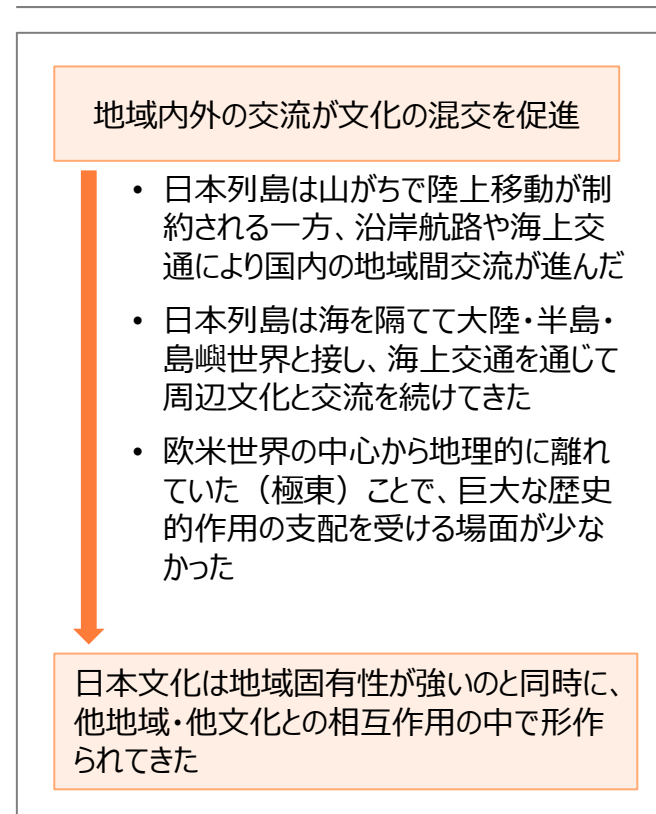 地域内外の交流が文化の混交を促進
• 日本列島は山がちで陸上移動が制
約される一方、沿岸航路や海上交
通により国内の地域間交流が進んだ
• 日本列島は海を隔てて大陸・半島・
島嶼世界と接し、海上交通を通じて
周辺文化と交流を続けてきた
• 欧米世界の中心から地理的に離れ
ていた（極東）ことで、巨大な歴史
的作用の支配を受ける場面が少な
かった
日本文化は地域固有性が強いのと同時に、
他地域・他文化との相互作用の中で形作
られてきた